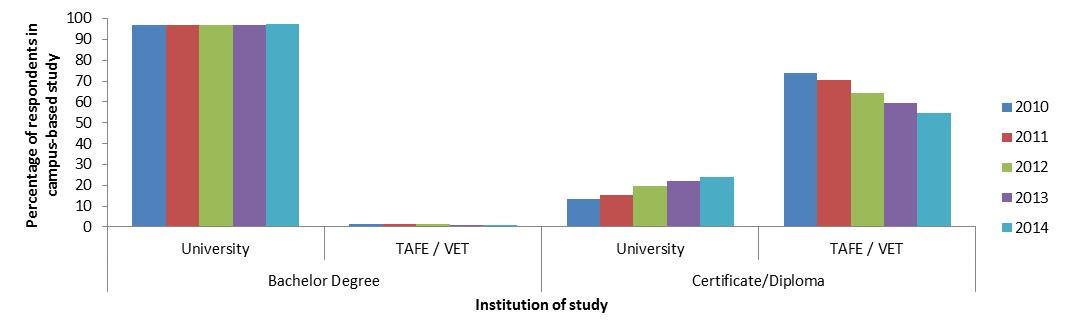 Percentage of respondents in
campus-based study
100
90
80
70
60
50
40
30
20
10
0
University
TAFE / VET
University
TAFE / VET
Bachelor Degree
Certificate/Diploma
Institution of study
2010
2011
2012
2013
2014